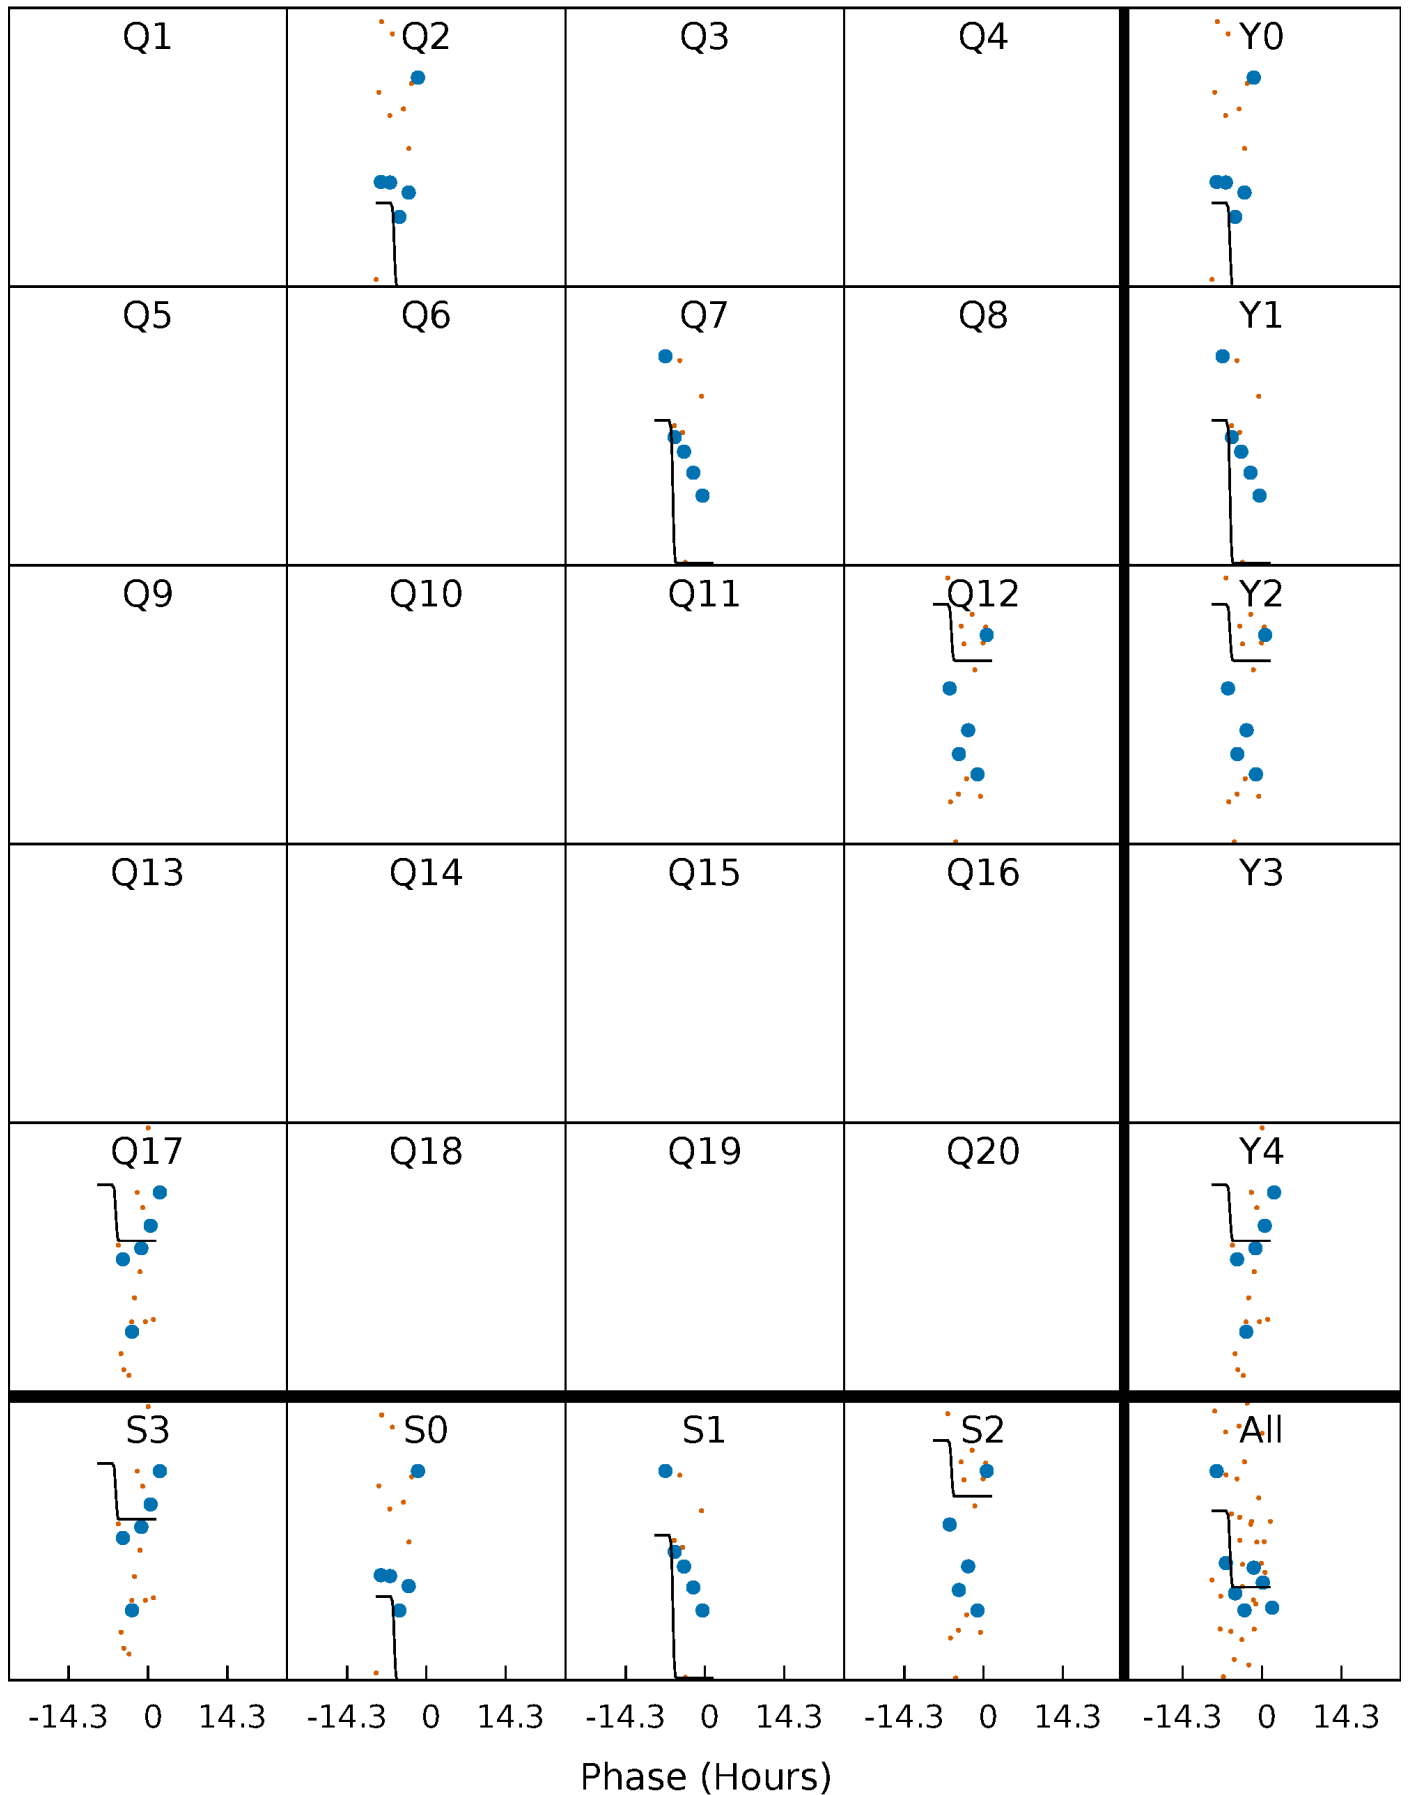 Q1 Q2 Q3 Q4 Y0
Q5 Q6 Q7 Q8 Y1
Q9 Q10 Q11 Q12 Y2
Q13 Q14 Q15 Q16 Y3
Q17 Q18 Q19 Q20 Y4
S3 S0 S1 S2 All
-14.3 0 14.3 -14.3 0 14.3 -14.3 0 14.3 -14.3 0 14.3 -14.3 0 14.3
Phase (Hours)